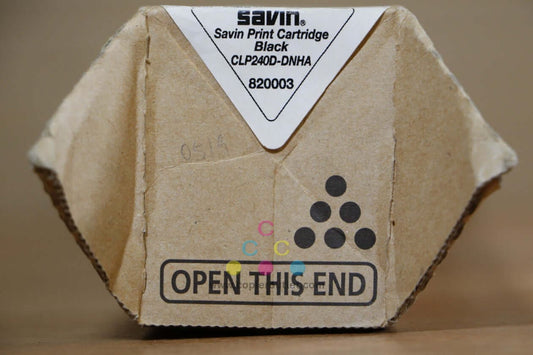 savin®
Savin Print Cartridge
Black
CLP240D-DNHA
820003
C
C C
OPEN THIS END